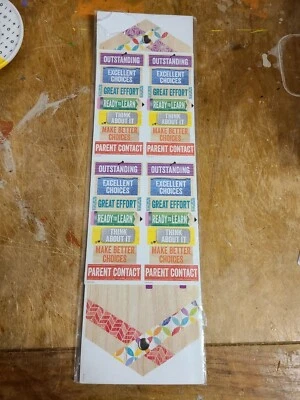 OUTSTANDING OUTSTANDING
EXCELLENT EXCELLENT
CHOICES CHOICES
GREAT EFFORT GREAT EFFORT
READY TO LEARN READY TO LEARN
THINK THINK
ABOUT IT ABOUT IT
MAKE BETTER MAKE BETTER
CHOICES CHOICES
PARENT CONTACT PARENT CONTACT
OUTSTANDING OUTSTANDING
EXCELLENT EXCELLENT
CHOICES CHOICES
GREAT EFFORT GREAT EFFORT
READY TO LEARN READY TO LEARN
THINK THINK
ABOUT IT ABOUT IT
MAKE BETTER MAKE BETTER
CHOICES CHOICES
PARENT CONTACT PARENT CONTACT